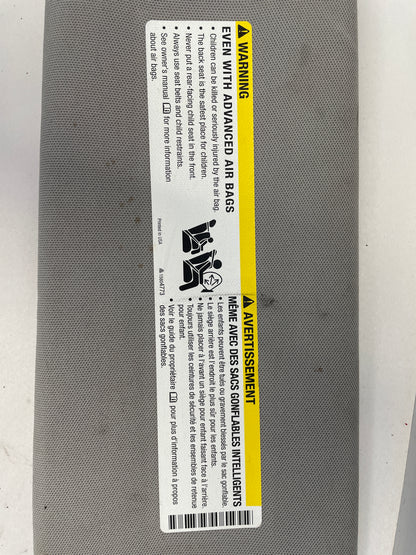 ⚠ WARNING
EVEN WITH ADVANCED AIR BAGS
• Children can be killed or seriously injured by the air bag.
• The back seat is the safest place for children.
• Never put a rear-facing child seat in the front.
• Always use seat belts and child restraints.
• See owner's manual for more information
about air bags.
Printed in USA
⚠ AVERTISSEMENT
MÊME AVEC DES SACS GONFLABLES INTELLIGENTS
• Les enfants peuvent être tués ou gravement blessés par le sac gonflable.
• Le siège arrière est l'endroit le plus sûr pour les enfants.
• Ne jamais placer à l'avant un siège pour enfant faisant face à l'arrière.
• Toujours utiliser les ceintures de sécurité et les ensembles de retenue
pour enfant.
• Voir le guide du propriétaire pour plus d'information à propos
des sacs gonflables.